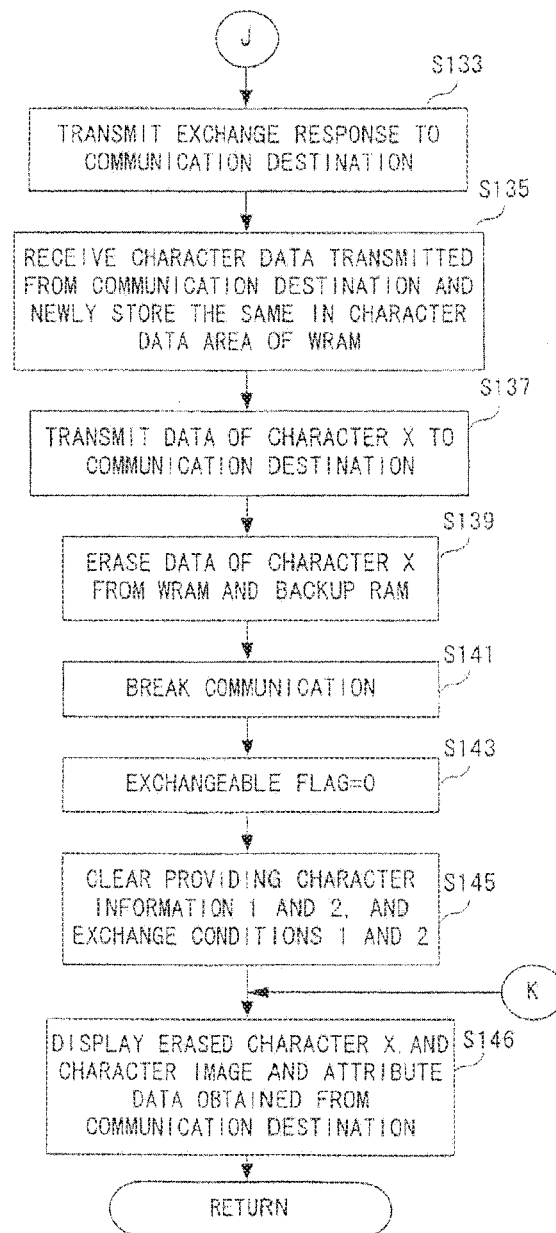 J
S133
TRANSMIT EXCHANGE RESPONSE TO
COMMUNICATION DESTINATION
S135
RECEIVE CHARACTER DATA TRANSMITTED
FROM COMMUNICATION DESTINATION AND
NEWLY STORE THE SAME IN CHARACTER
DATA AREA OF WRAM
S137
TRANSMIT DATA OF CHARACTER X TO
COMMUNICATION DESTINATION
S139
ERASE DATA OF CHARACTER X
FROM WRAM AND BACKUP RAM
S141
BREAK COMMUNICATION
S143
EXCHANGEABLE FLAG=0
CLEAR PROVIDING CHARACTER
INFORMATION 1 AND 2, AND
EXCHANGE CONDITIONS 1 AND 2
S145
K
DISPLAY ERASED CHARACTER X, AND
CHARACTER IMAGE AND ATTRIBUTE
DATA OBTAINED FROM
COMMUNICATION DESTINATION
S146
RETURN